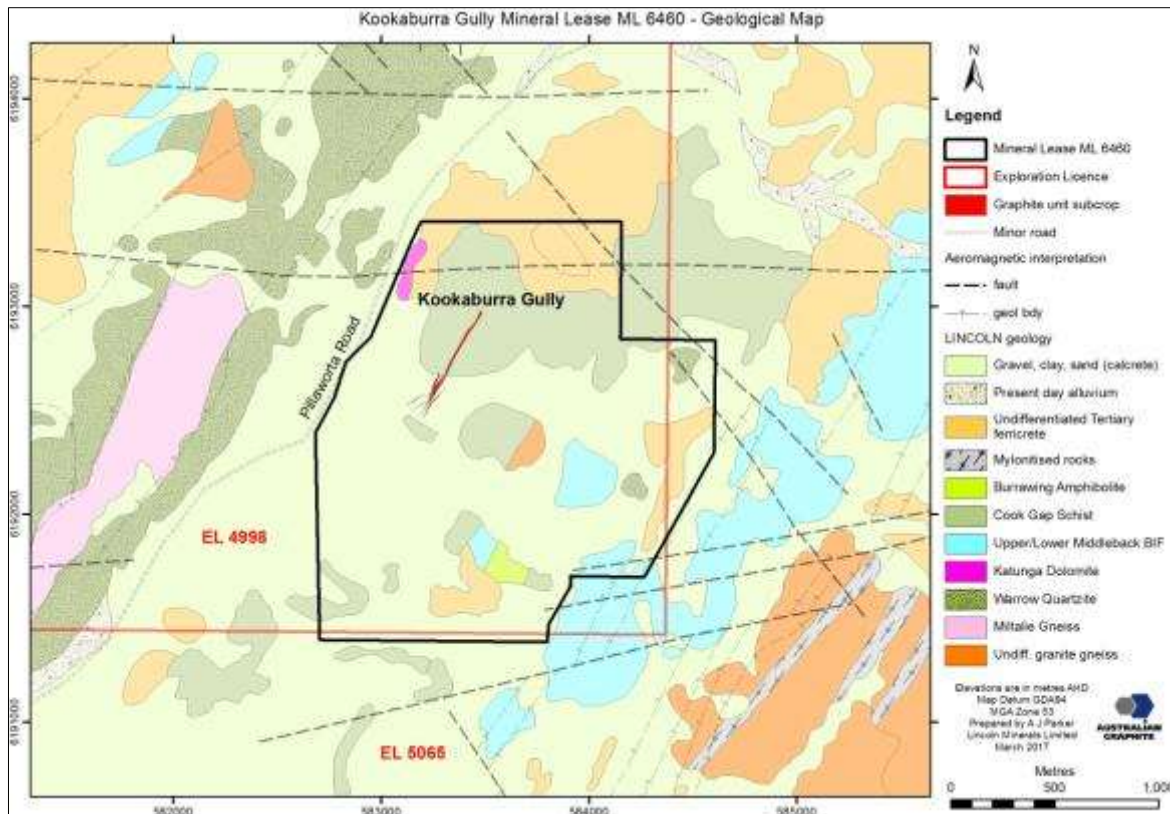 Kookaburra Gully Mineral Lease ML 6460 - Geological Map
N
Legend
Mineral Lease ML 6460
Exploration Licence
Graphite unit subcrop
Minor road
Aeromagnetic interpretation
fault
geol bdy
LINCOLN geology
Gravel, clay, sand (calcrete)
Present day alluvium
Undifferentiated Tertiary
ferricrete
Mylonitised rocks
Burrawing Amphibolite
Cook Gap Schist
Upper/Lower Middleback BIF
Katunga Dolomite
Warrow Quartzite
Miltalie Gneiss
Undiff. granite gneiss
Elevations are in metres AHD
Map Datum GDA94
MGA Zone 53
Prepared by A J Parker
Lincoln Minerals Limited
March 2017
AUSTRALIAN
GRAPHITE
Metres
0 500 1,000
Kookaburra Gully
Pillaworta Road
EL 4998
EL 5065
6194000
6193000
6192000
6191000
582000 583000 584000 585000